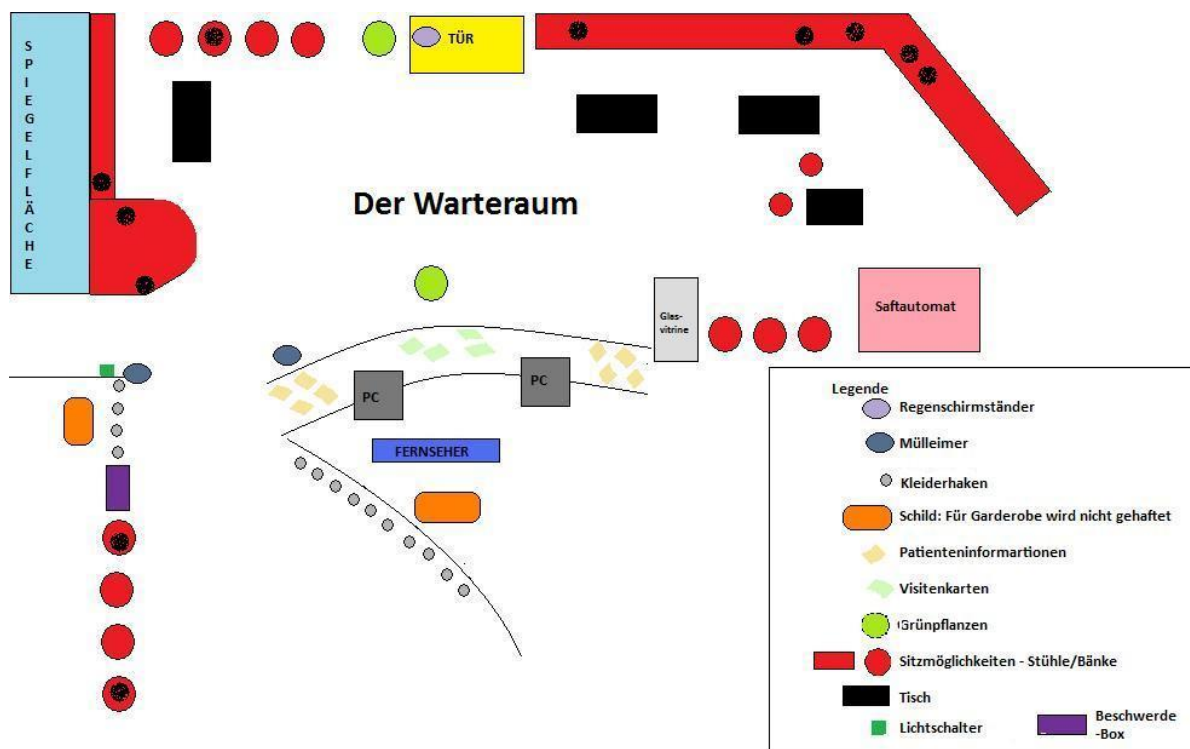 SPIEGELFLÄCHE
TÜR
Der Warteraum
Glas-
vitrine
Saftautomat
PC
PC
FERNSEHER
Legende
Regenschirmständer
Mülleimer
Kleiderhaken
Schild: Für Garderobe wird nicht gehaftet
Patienteninformartionen
Visitenkarten
Grünpflanzen
Sitzmöglichkeiten - Stühle/Bänke
Tisch
Lichtschalter
Beschwerde
-Box